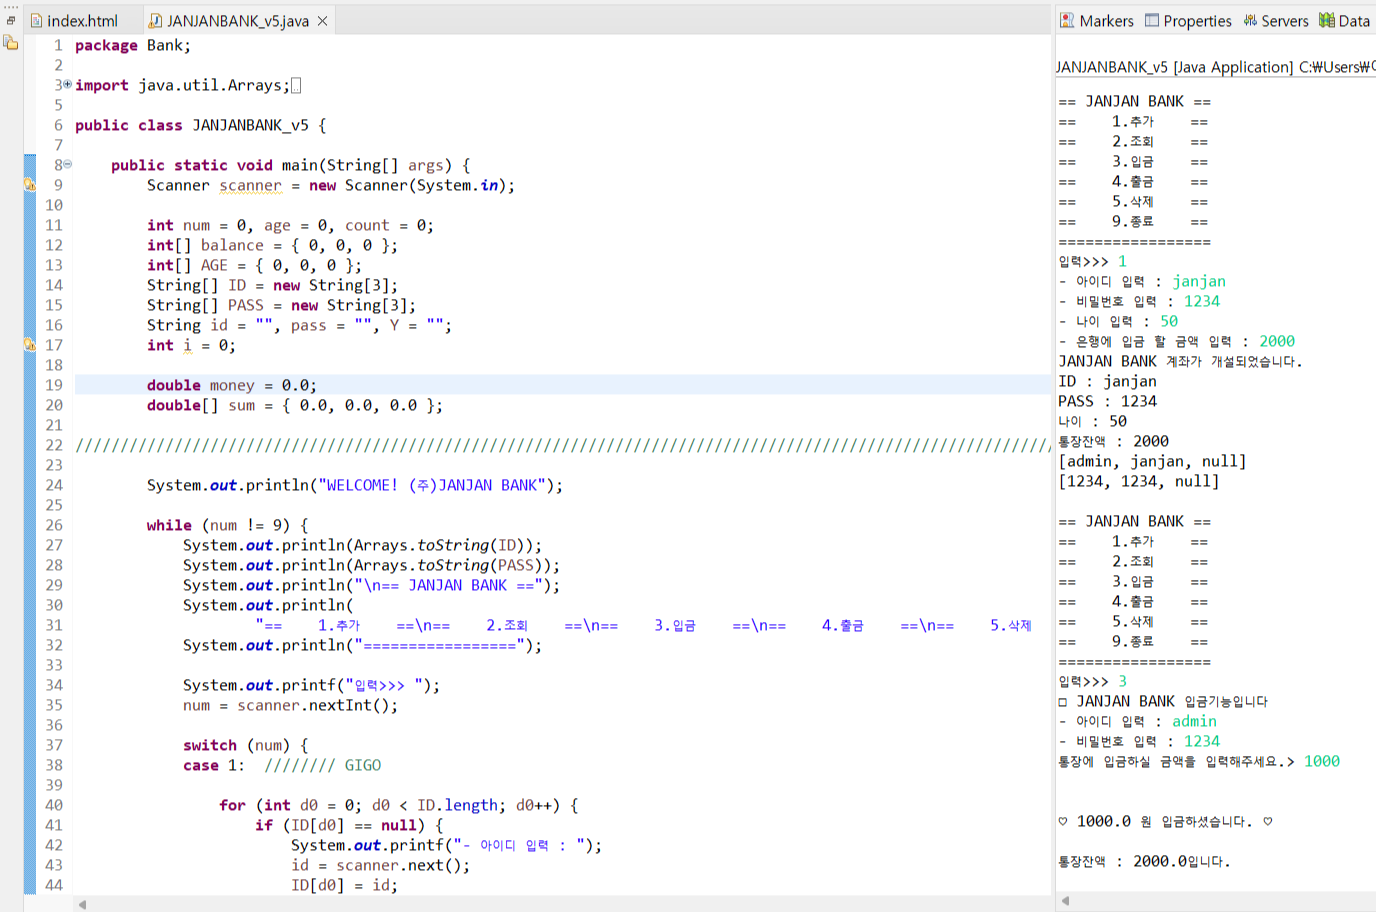 index.html
JANJANBANK_v5.java
1 package Bank;
2
3 import java.util.Arrays;
5
6 public class JANJANBANK_v5 {
7
8     public static void main(String[] args) {
9         Scanner scanner = new Scanner(System.in);
10
11         int num = 0, age = 0, count = 0;
12         int[] balance = { 0, 0, 0 };
13         int[] AGE = { 0, 0, 0 };
14         String[] ID = new String[3];
15         String[] PASS = new String[3];
16         String id = "", pass = "", Y = "";
17         int i = 0;
18
19         double money = 0.0;
20         double[] sum = { 0.0, 0.0, 0.0 };
21
22 ////////////////////////////////////////////////////////////////////////////////////////////////////////////
23
24         System.out.println("WELCOME! (주)JANJAN BANK");
25
26         while (num != 9) {
27             System.out.println(Arrays.toString(ID));
28             System.out.println(Arrays.toString(PASS));
29             System.out.println("\n== JANJAN BANK ==");
30             System.out.println(
31                     "==    1.추가    ==\n==    2.조회    ==\n==    3.입금    ==\n==    4.출금    ==\n==    5.삭제
32             System.out.println("=================");
33
34             System.out.printf("입력>>> ");
35             num = scanner.nextInt();
36
37             switch (num) {
38             case 1:  //////// GIGO
39
40                 for (int d0 = 0; d0 < ID.length; d0++) {
41                     if (ID[d0] == null) {
42                         System.out.printf("- 아이디 입력 : ");
43                         id = scanner.next();
44                         ID[d0] = id;
Markers Properties Servers Data
JANJANBANK_v5 [Java Application] C:₩Users₩
== JANJAN BANK ==
==    1.추가    ==
==    2.조회    ==
==    3.입금    ==
==    4.출금    ==
==    5.삭제    ==
==    9.종료    ==
=================
입력>>> 1
- 아이디 입력 : janjan
- 비밀번호 입력 : 1234
- 나이 입력 : 50
- 은행에 입금 할 금액 입력 : 2000
JANJAN BANK 계좌가 개설되었습니다.
ID : janjan
PASS : 1234
나이 : 50
통장잔액 : 2000
[admin, janjan, null]
[1234, 1234, null]
== JANJAN BANK ==
==    1.추가    ==
==    2.조회    ==
==    3.입금    ==
==    4.출금    ==
==    5.삭제    ==
==    9.종료    ==
=================
입력>>> 3
□ JANJAN BANK 입금기능입니다
- 아이디 입력 : admin
- 비밀번호 입력 : 1234
통장에 입금하실 금액을 입력해주세요.> 1000
♡ 1000.0 원 입금하셨습니다. ♡
통장잔액 : 2000.0입니다.